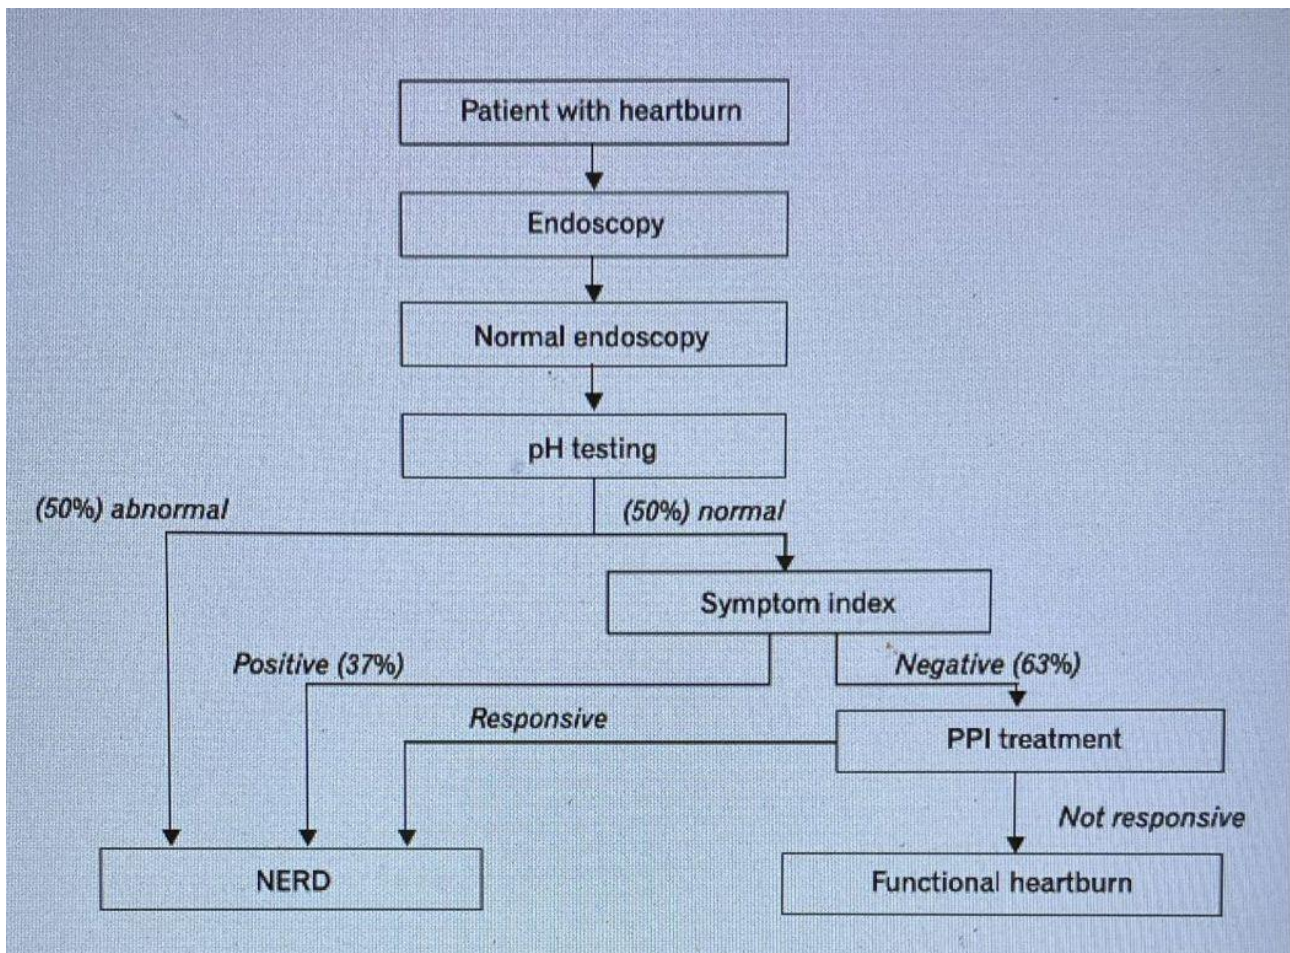 Patient with heartburn
Endoscopy
Normal endoscopy
pH testing
(50%) abnormal
(50%) normal
Symptom index
Positive (37%)
Negative (63%)
Responsive
PPI treatment
Not responsive
NERD
Functional heartburn